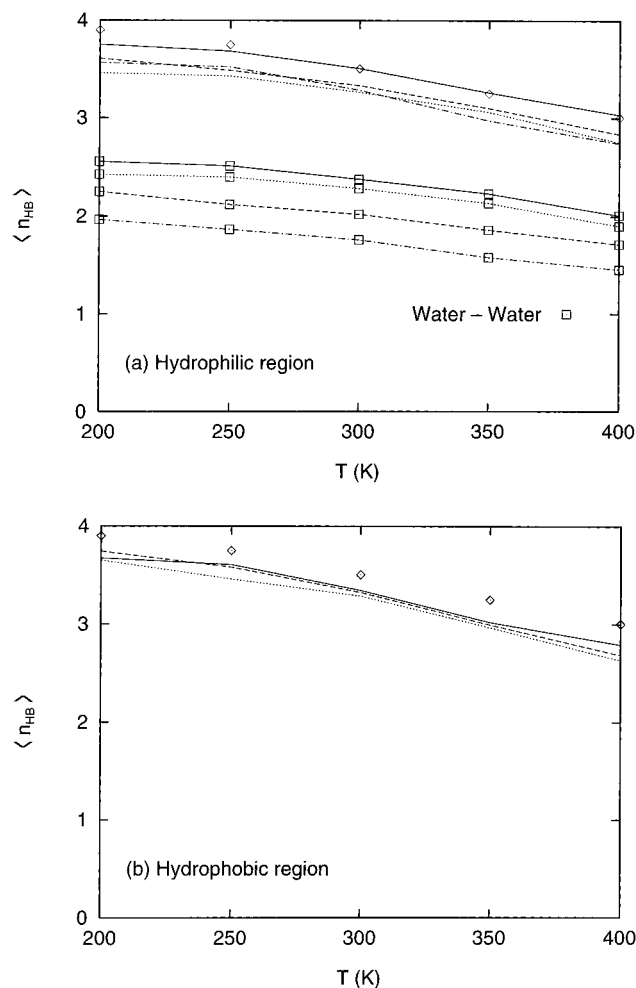 4
3
⟨ n_HB ⟩
2
1
Water – Water
(a) Hydrophilic region
0
200 250 300 350 400
T (K)
4
3
⟨ n_HB ⟩
2
1
(b) Hydrophobic region
0
200 250 300 350 400
T (K)